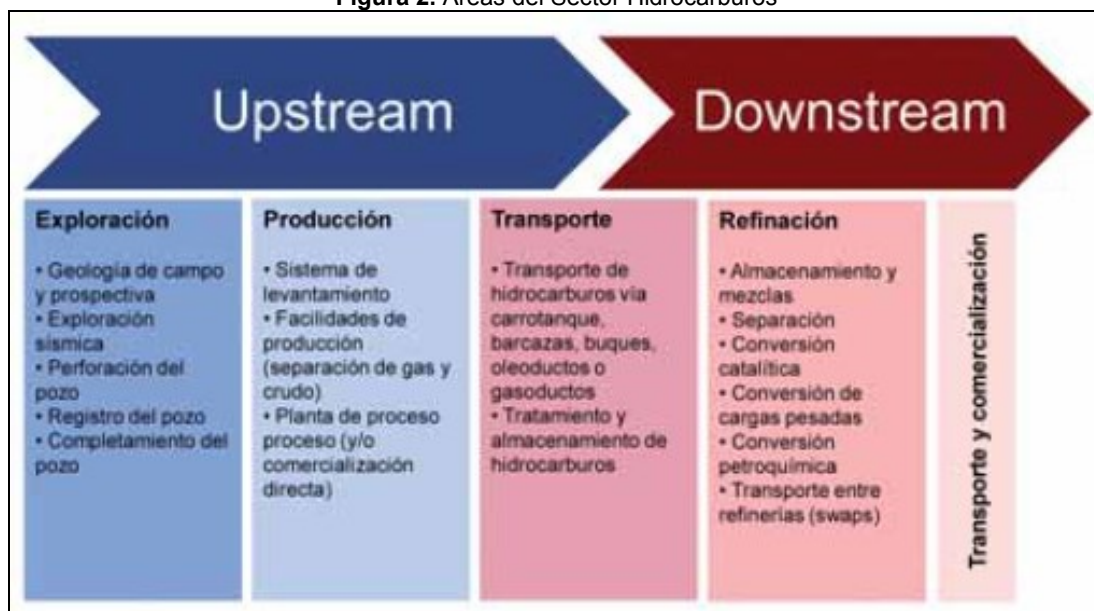 Figura 2. Áreas del Sector Hidrocarburos
Upstream
Downstream
Exploración
• Geología de campo
y prospectiva
• Exploración
sísmica
• Perforación del
pozo
• Registro del pozo
• Completamiento del
pozo
Producción
• Sistema de
levantamiento
• Facilidades de
producción
(separación de gas y
crudo)
• Planta de proceso
proceso (y/o
comercialización
directa)
Transporte
• Transporte de
hidrocarburos vía
carrotanque,
barcazas, buques,
oleoductos o
gasoductos
• Tratamiento y
almacenamiento de
hidrocarburos
Refinación
• Almacenamiento y
mezclas
• Separación
• Conversión
catalítica
• Conversión de
cargas pesadas
• Conversión
petroquímica
• Transporte entre
refinerías (swaps)
Transporte y comercialización